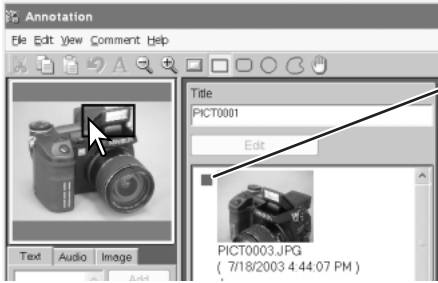 Annotation
File Edit View Comment Help
Title
PICT0001
Edit
PICT0003.JPG
( 7/18/2003 4:44:07 PM )
Text Audio Image
Add